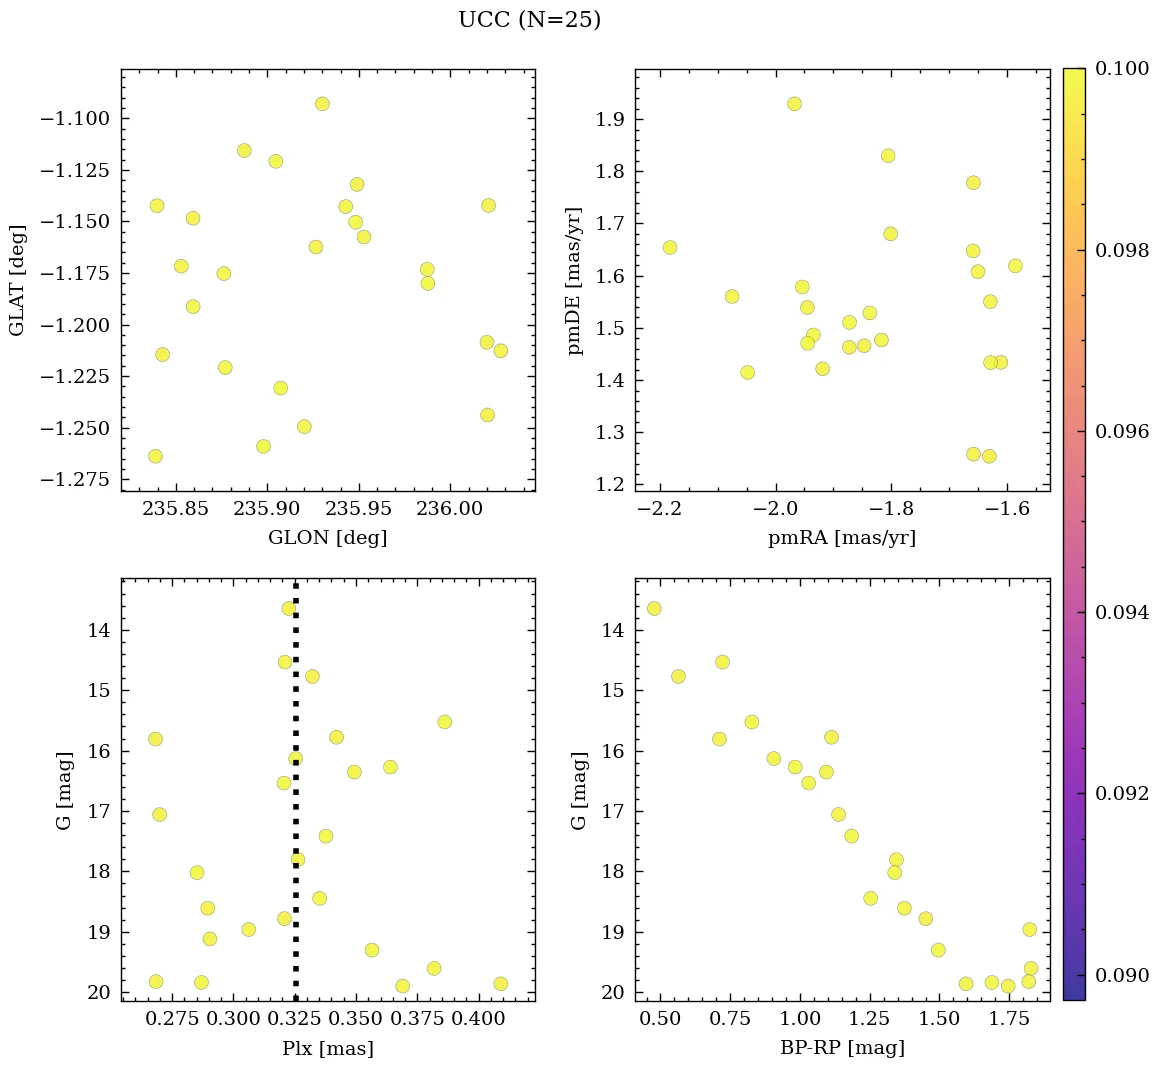 UCC (N=25)
−1.100
−1.125
−1.150
−1.175
−1.200
−1.225
−1.250
−1.275
GLAT [deg]
235.85 235.90 235.95 236.00
GLON [deg]
1.9
1.8
1.7
1.6
1.5
1.4
1.3
1.2
pmDE [mas/yr]
−2.2 −2.0 −1.8 −1.6
pmRA [mas/yr]
14
15
16
17
18
19
20
G [mag]
0.275 0.300 0.325 0.350 0.375 0.400
Plx [mas]
14
15
16
17
18
19
20
G [mag]
0.50 0.75 1.00 1.25 1.50 1.75
BP-RP [mag]
0.100
0.098
0.096
0.094
0.092
0.090